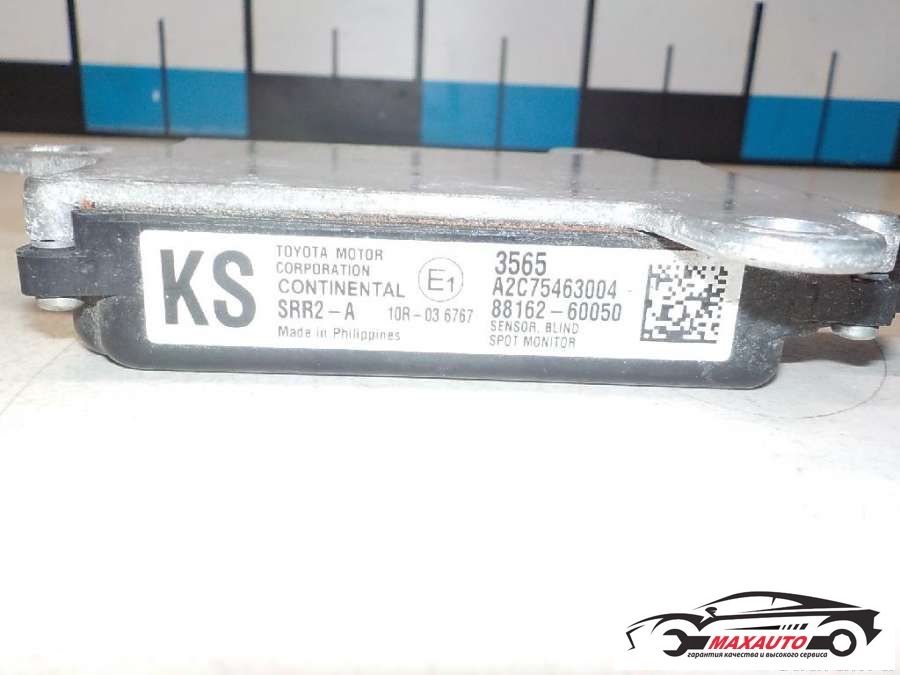 KS
TOYOTA MOTOR
CORPORATION
CONTINENTAL E1
SRR2-A 10R-03 6767
Made in Philippines
3565
A2C75463004
88162-60050
SENSOR, BLIND
SPOT MONITOR
MAXAUTO
гарантия качества и высокого сервиса